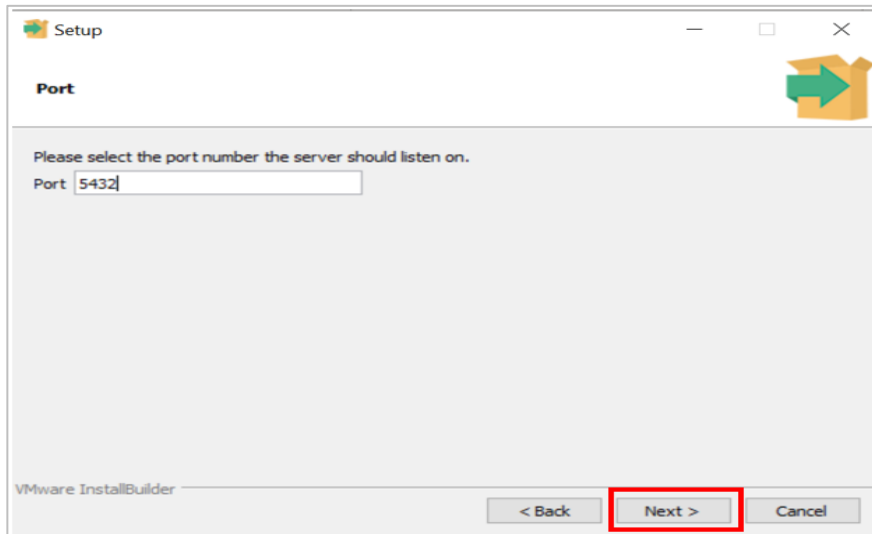 Setup
Port
Please select the port number the server should listen on.
Port 5432
VMware InstallBuilder
< Back Next > Cancel